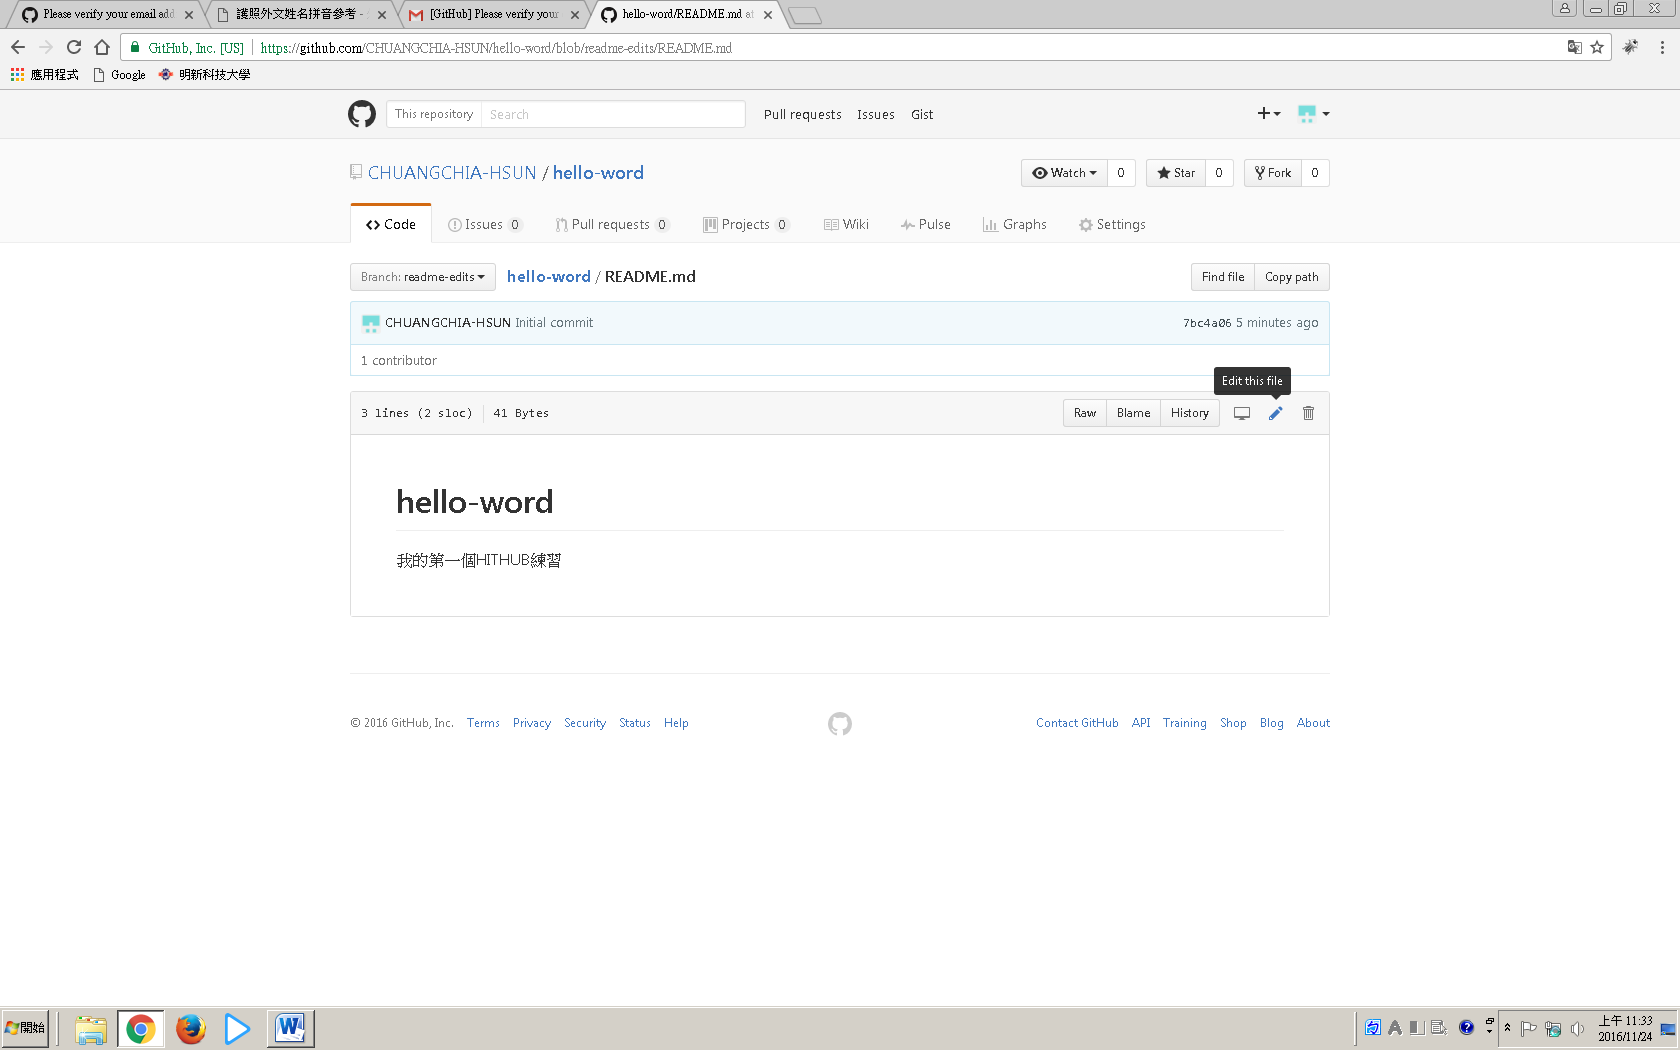 Please verify your email add
護照外文姓名拼音參考 -
[GitHub] Please verify your
hello-word/README.md at
GitHub, Inc. [US] https://github.com/CHUANGCHIA-HSUN/hello-word/blob/readme-edits/README.md
應用程式 Google 明新科技大學
This repository Search Pull requests Issues Gist
CHUANGCHIA-HSUN / hello-word
Watch 0 Star 0 Fork 0
Code Issues 0 Pull requests 0 Projects 0 Wiki Pulse Graphs Settings
Branch: readme-edits hello-word / README.md Find file Copy path
CHUANGCHIA-HSUN Initial commit 7bc4a06 5 minutes ago
1 contributor
Edit this file
3 lines (2 sloc) 41 Bytes Raw Blame History
hello-word
我的第一個HITHUB練習
© 2016 GitHub, Inc. Terms Privacy Security Status Help Contact GitHub API Training Shop Blog About
開始
上午 11:33
2016/11/24